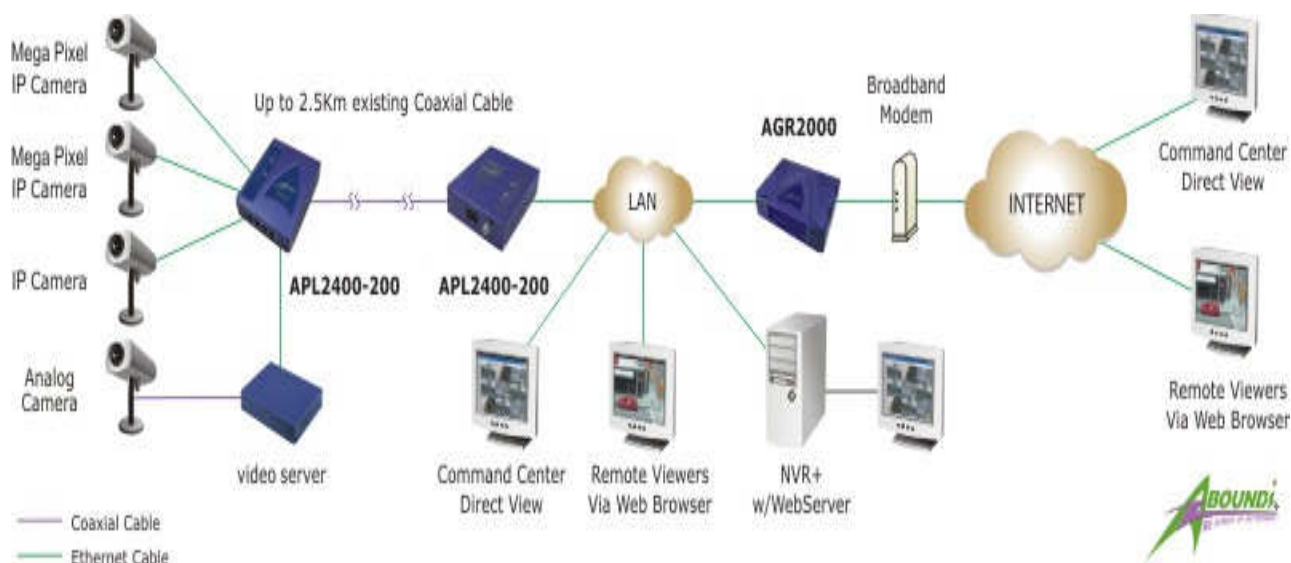 Mega Pixel
IP Camera
Mega Pixel
IP Camera
IP Camera
Analog
Camera
Up to 2.5Km existing Coaxial Cable
APL2400-200
APL2400-200
video server
LAN
AGR2000
Broadband
Modem
INTERNET
Command Center
Direct View
Remote Viewers
Via Web Browser
Command Center
Direct View
Remote Viewers
Via Web Browser
NVR+
w/WebServer
Coaxial Cable
Ethernet Cable
ABOUNDi